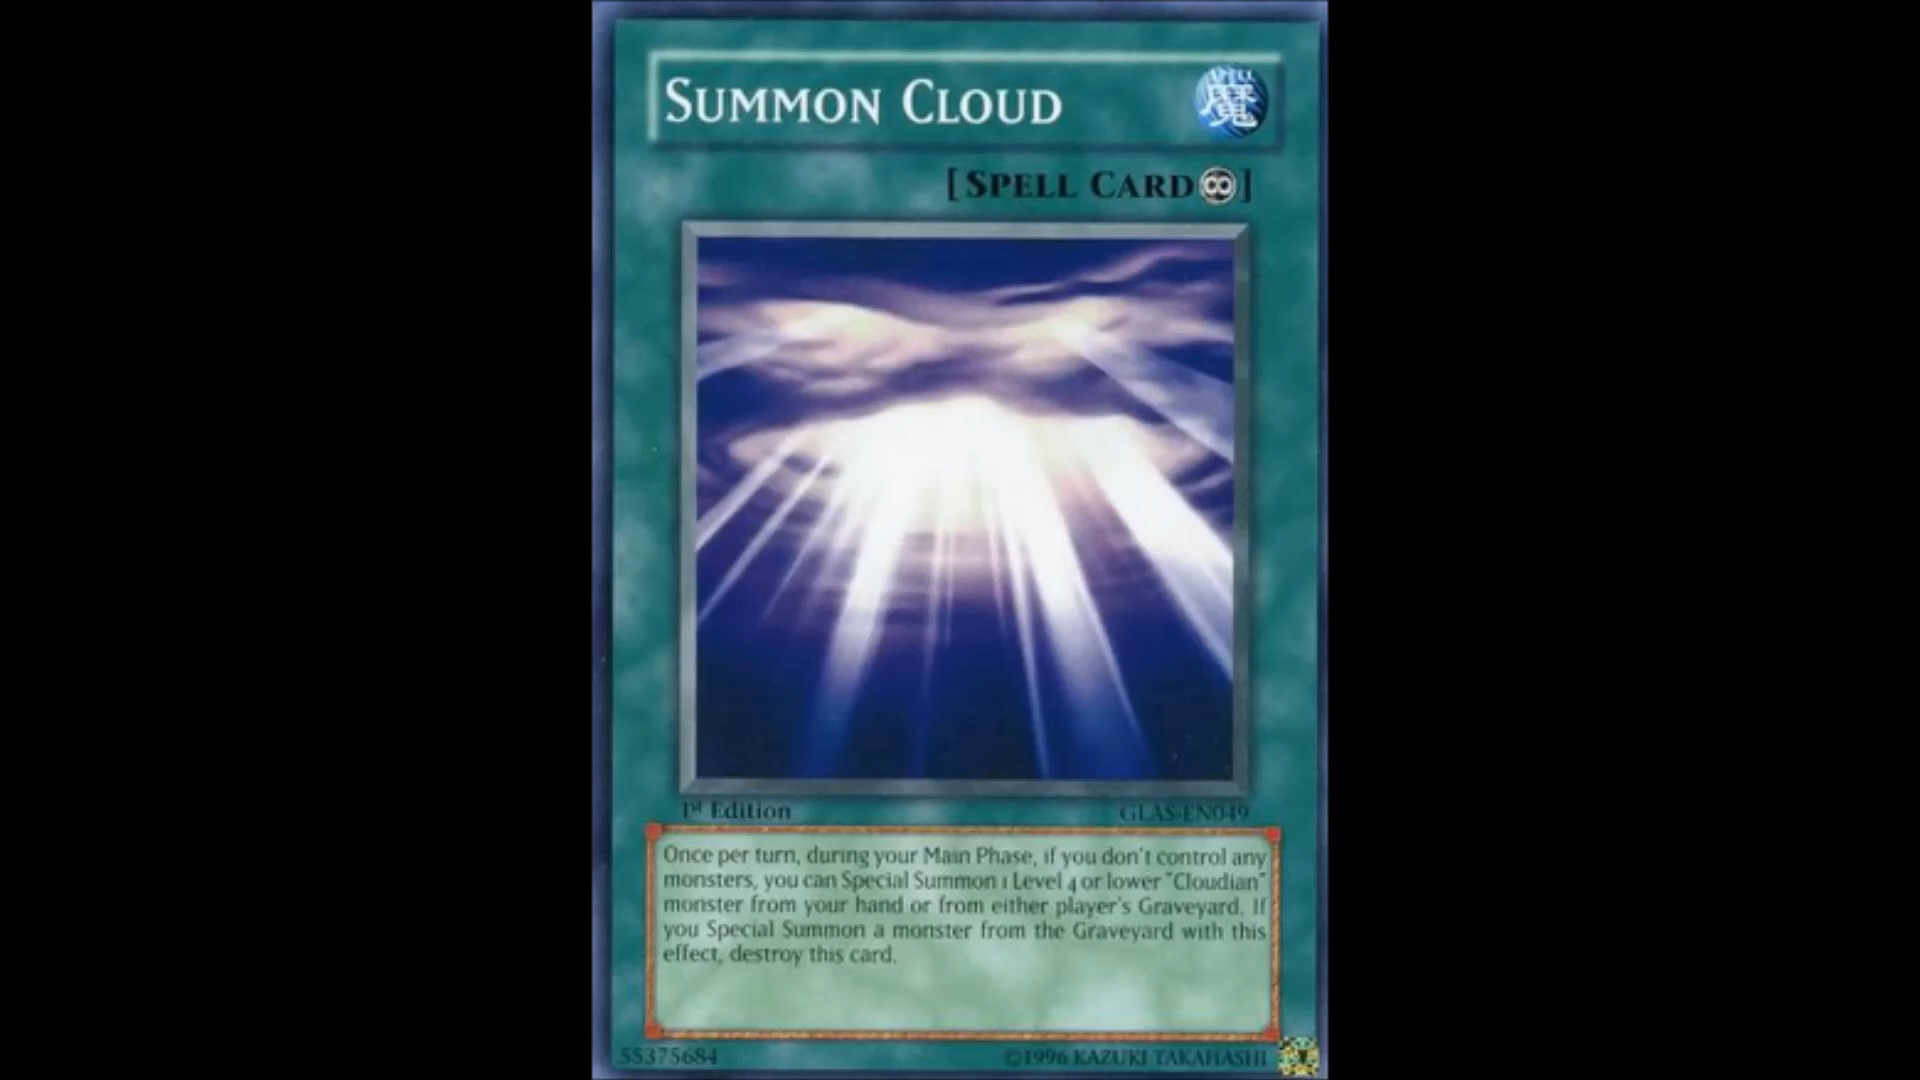 SUMMON CLOUD
魔
[SPELL CARD]
1st Edition
GLAS-EN049
Once per turn, during your Main Phase, if you don't control any
monsters, you can Special Summon 1 Level 4 or lower "Cloudian"
monster from your hand or from either player's Graveyard. If
you Special Summon a monster from the Graveyard with this
effect, destroy this card.
55375684
©1996 KAZUKI TAKAHASHI